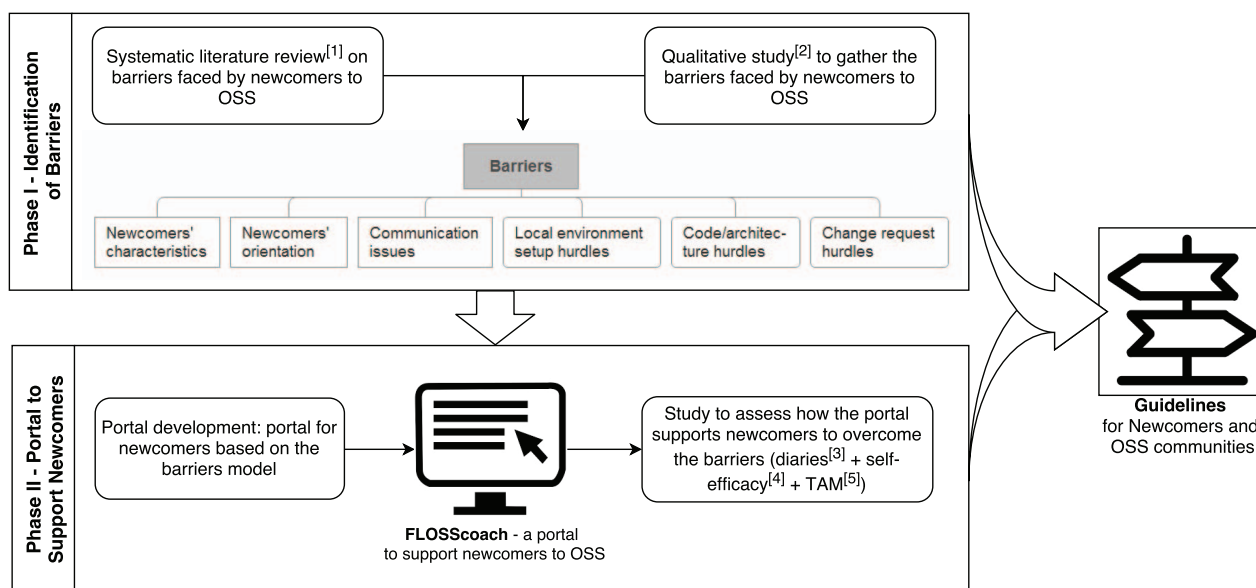 Phase I - Identification
of Barriers
Systematic literature review[1] on
barriers faced by newcomers to
OSS
Qualitative study[2] to gather the
barriers faced by newcomers to
OSS
Barriers
Newcomers'
characteristics
Newcomers'
orientation
Communication
issues
Local environment
setup hurdles
Code/architec-
ture hurdles
Change request
hurdles
Phase II - Portal to
Support Newcomers
Portal development: portal for
newcomers based on the
barriers model
FLOSScoach - a portal
to support newcomers to OSS
Study to assess how the portal
supports newcomers to overcome
the barriers (diaries[3] + self-
efficacy[4] + TAM[5])
Guidelines
for Newcomers and
OSS communities